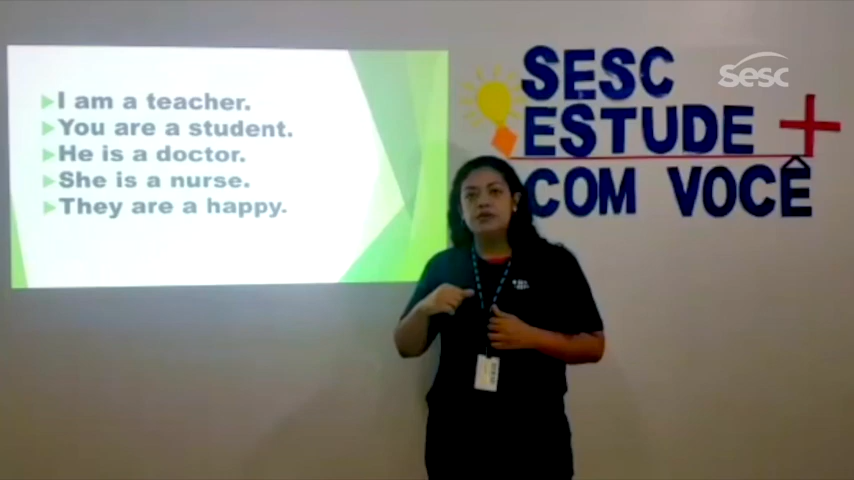 I am a teacher.
You are a student.
He is a doctor.
She is a nurse.
They are a happy.
SESC
ESTUDE +
COM VOCÊ
Sesc